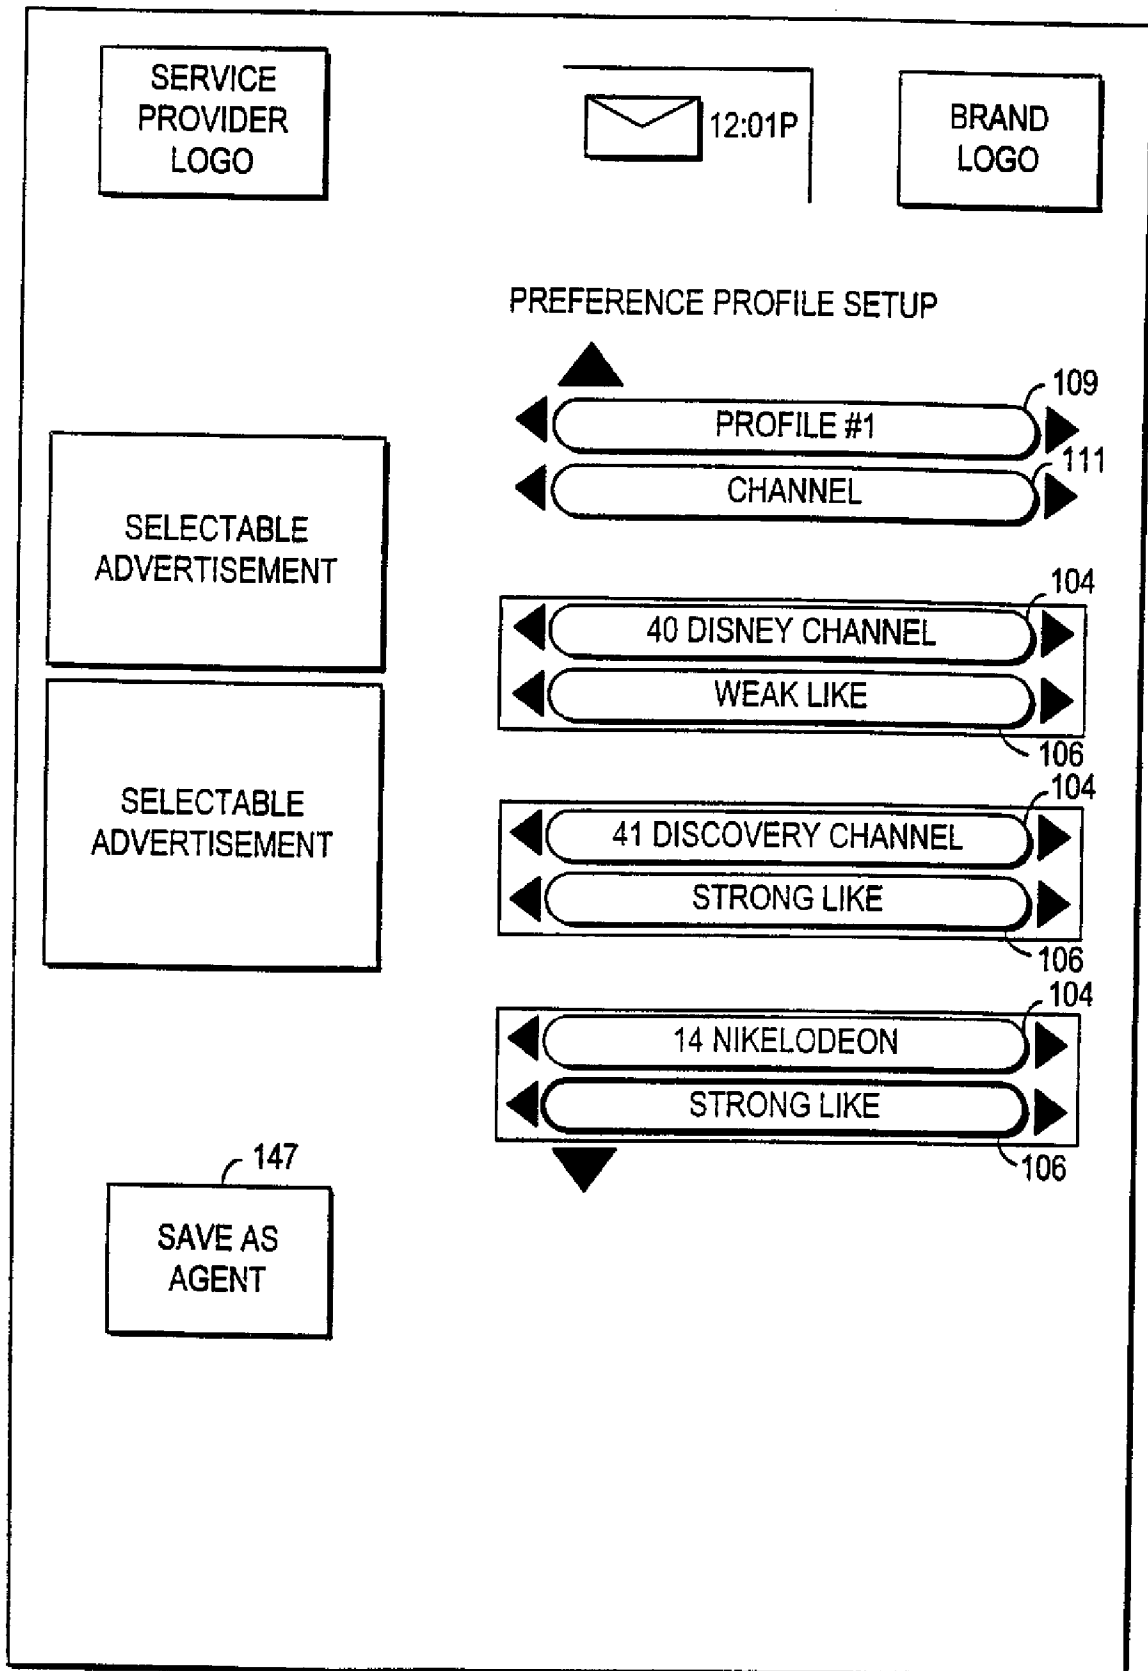 SERVICE
PROVIDER
LOGO
12:01P
BRAND
LOGO
PREFERENCE PROFILE SETUP
109
PROFILE #1
111
CHANNEL
SELECTABLE
ADVERTISEMENT
104
40 DISNEY CHANNEL
WEAK LIKE
106
SELECTABLE
ADVERTISEMENT
104
41 DISCOVERY CHANNEL
STRONG LIKE
106
104
14 NIKELODEON
STRONG LIKE
106
147
SAVE AS
AGENT